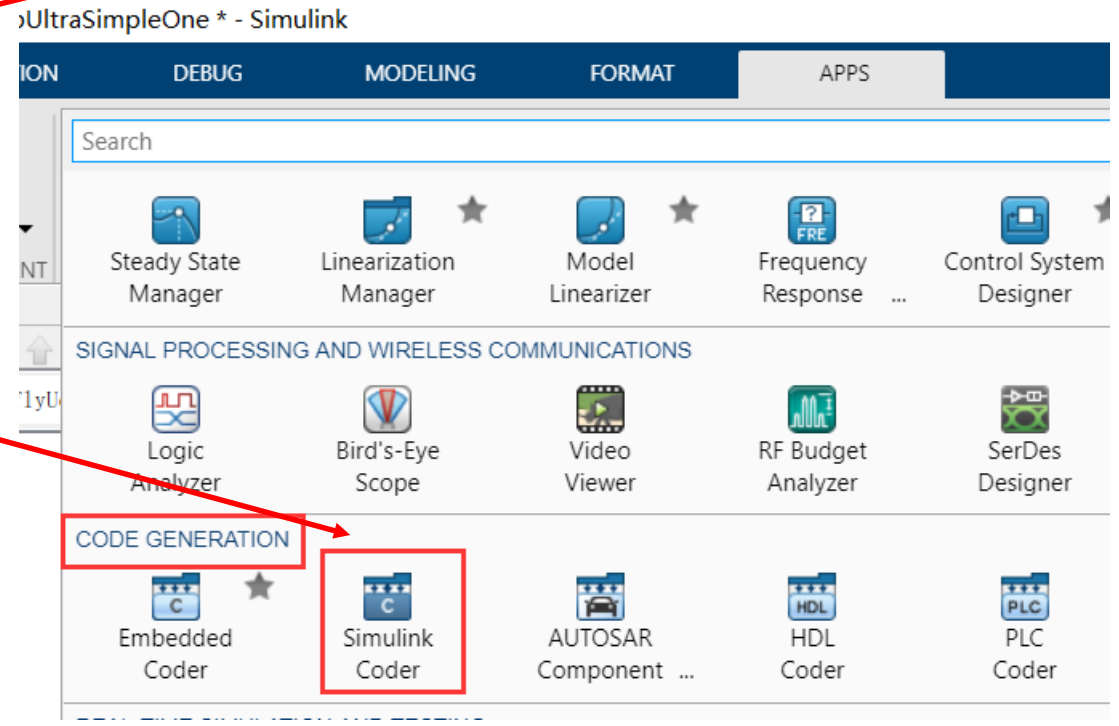 UltraSimpleOne * - Simulink
ION DEBUG MODELING FORMAT APPS
Search
NT
Steady State Manager
Linearization Manager
Model Linearizer
Frequency Response ...
Control System Designer
SIGNAL PROCESSING AND WIRELESS COMMUNICATIONS
Logic Analyzer
Bird's-Eye Scope
Video Viewer
RF Budget Analyzer
SerDes Designer
CODE GENERATION
Embedded Coder
Simulink Coder
AUTOSAR Component ...
HDL Coder
PLC Coder